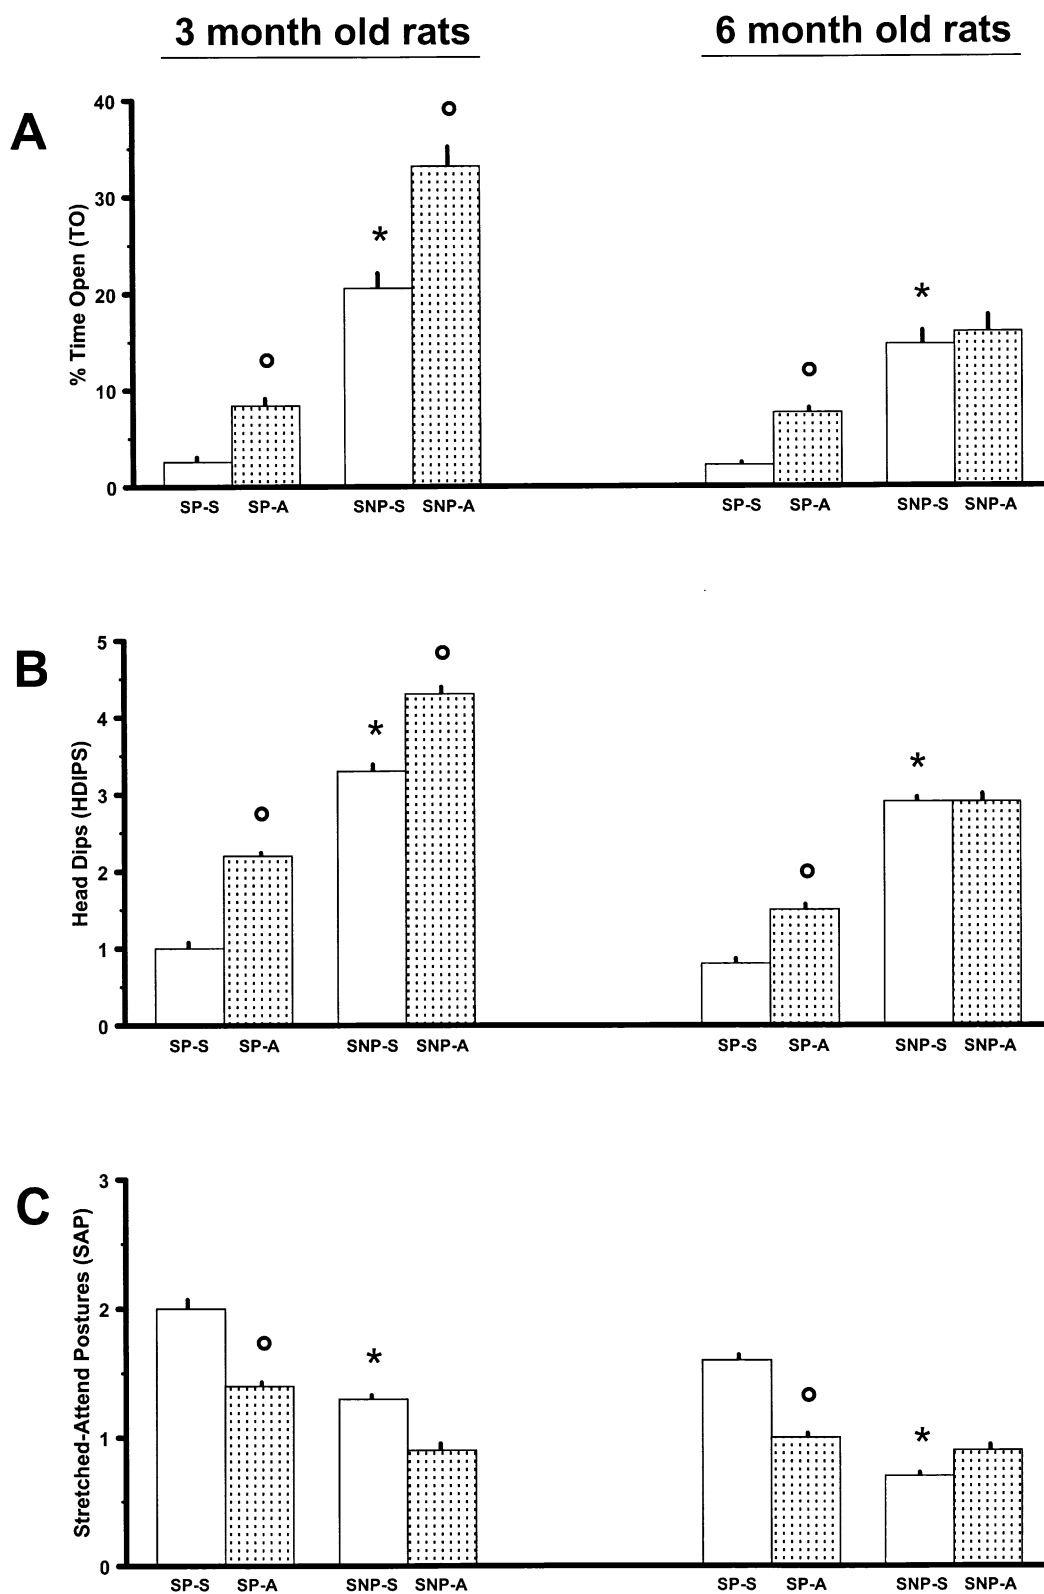 3 month old rats
6 month old rats
A
% Time Open (TO)
40
30
20
10
0
*
*
SP-S SP-A SNP-S SNP-A
SP-S SP-A SNP-S SNP-A
B
Head Dips (HDIPS)
5
4
3
2
1
0
*
*
SP-S SP-A SNP-S SNP-A
SP-S SP-A SNP-S SNP-A
C
Stretched-Attend Postures (SAP)
3
2
1
0
*
*
SP-S SP-A SNP-S SNP-A
SP-S SP-A SNP-S SNP-A